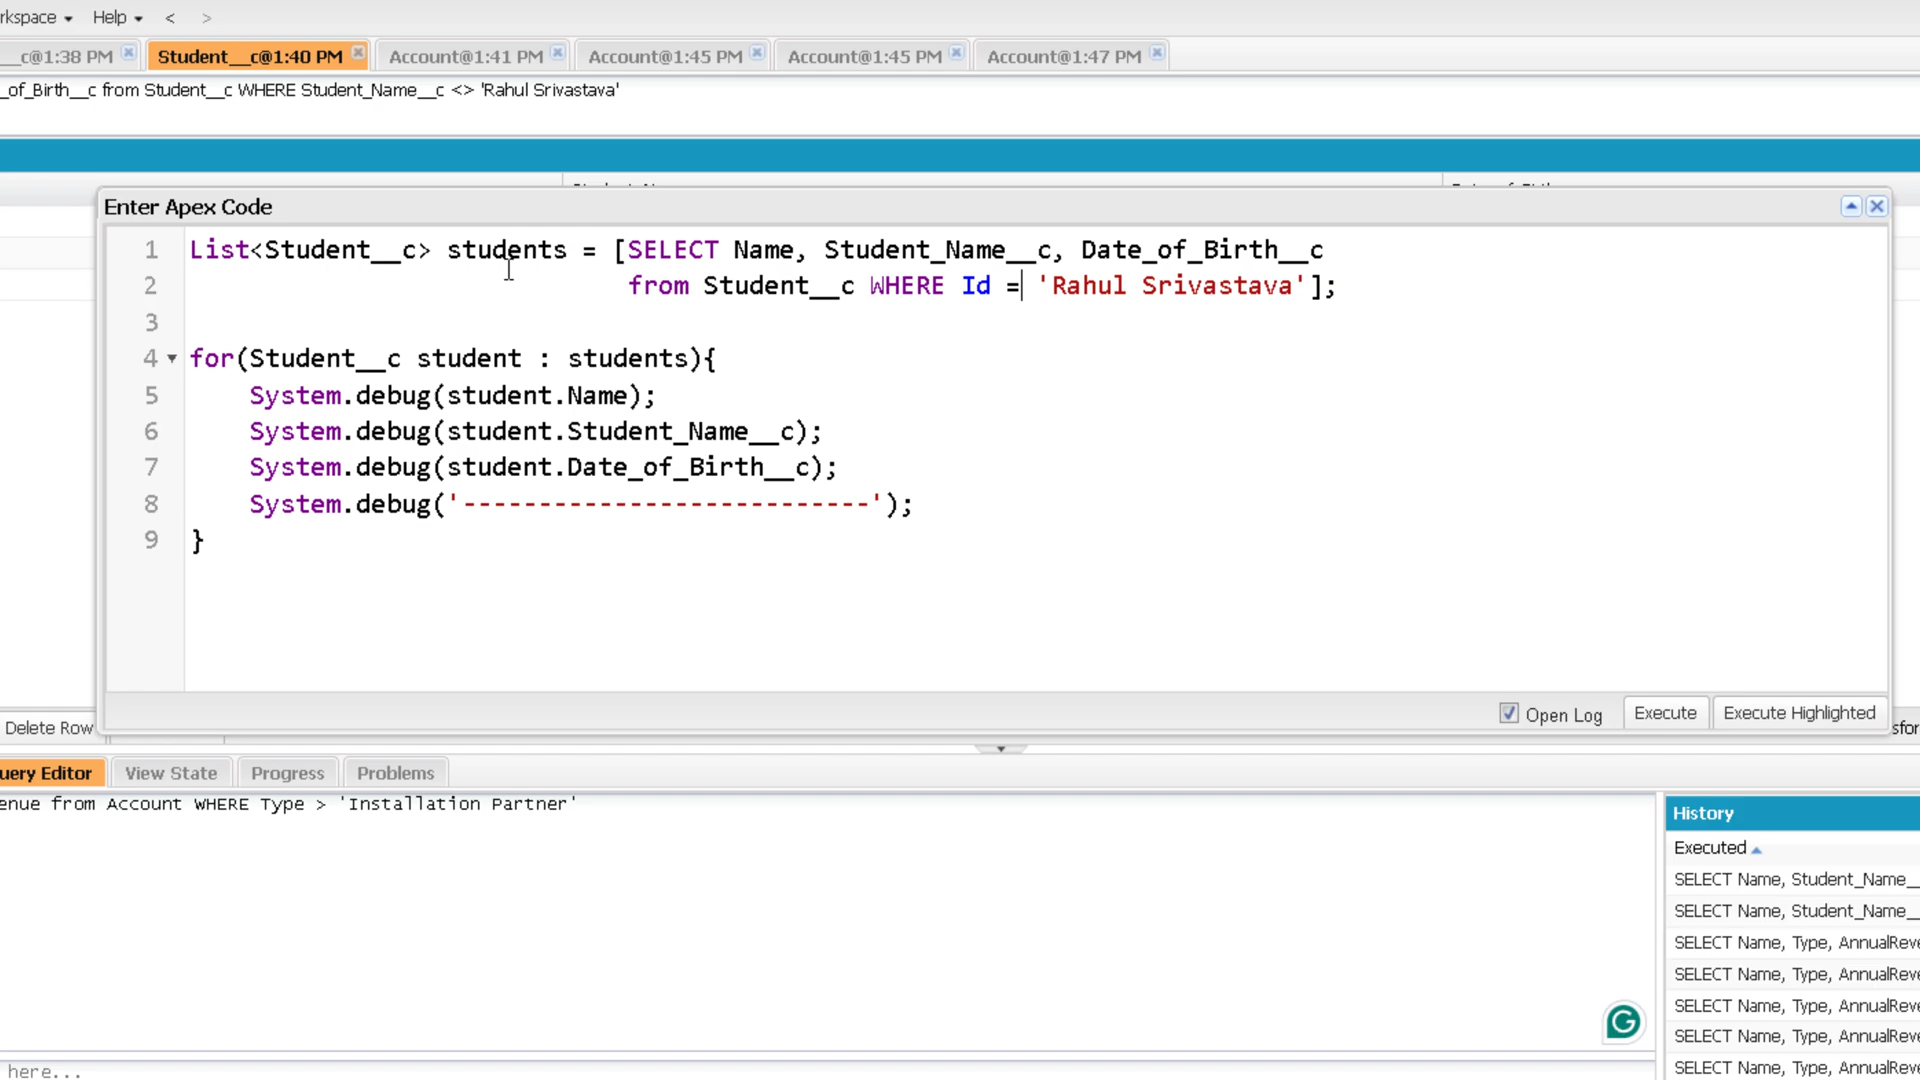 rkspace Help < >
__c@1:38 PM Student__c@1:40 PM Account@1:41 PM Account@1:45 PM Account@1:45 PM Account@1:47 PM
_of_Birth__c from Student__c WHERE Student_Name__c <> 'Rahul Srivastava'
Enter Apex Code
1 List<Student__c> students = [SELECT Name, Student_Name__c, Date_of_Birth__c
2 from Student__c WHERE Id = 'Rahul Srivastava'];
3
4 for(Student__c student : students){
5 System.debug(student.Name);
6 System.debug(student.Student_Name__c);
7 System.debug(student.Date_of_Birth__c);
8 System.debug('---------------------------');
9 }
Open Log Execute Execute Highlighted
Delete Row sfor
uery Editor View State Progress Problems
enue from Account WHERE Type > 'Installation Partner'
History
Executed
SELECT Name, Student_Name__
SELECT Name, Student_Name__
SELECT Name, Type, AnnualReve
SELECT Name, Type, AnnualReve
SELECT Name, Type, AnnualReve
SELECT Name, Type, AnnualReve
SELECT Name, Type, AnnualReve
here...